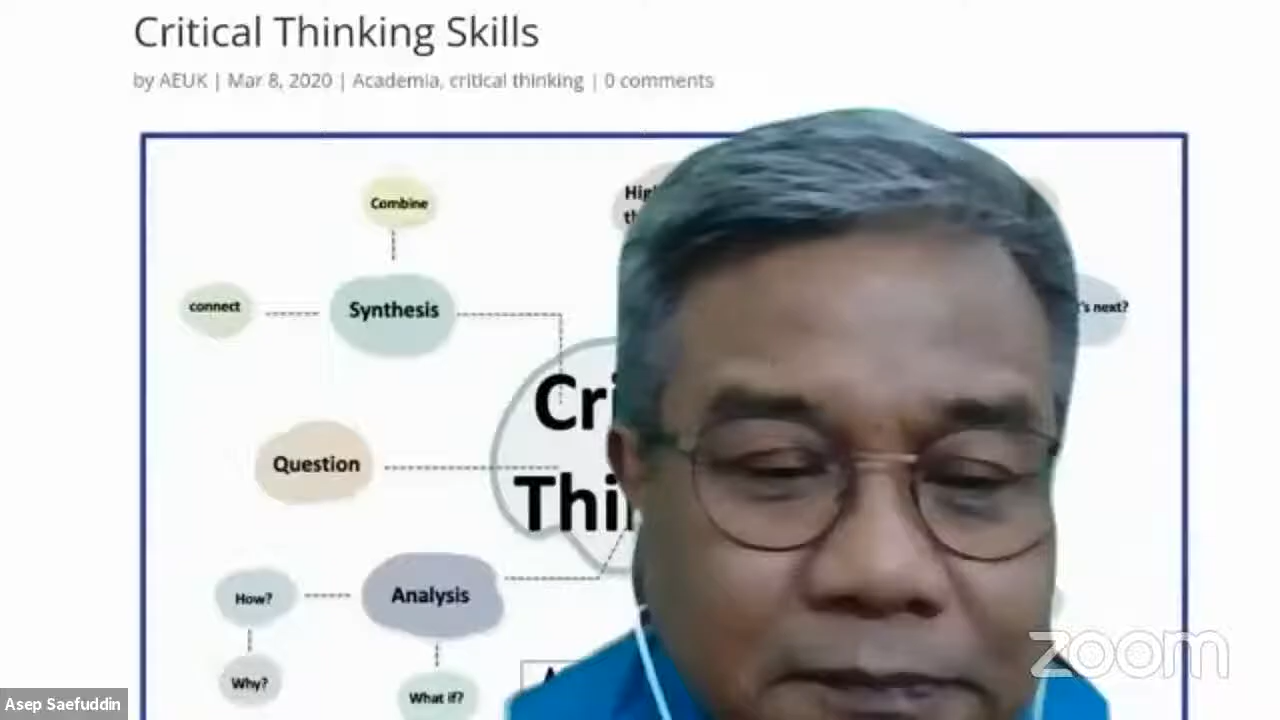 Critical Thinking Skills
by AEUK | Mar 8, 2020 | Academia, critical thinking | 0 comments
Combine
connect
Synthesis
's next?
Question
How?
Analysis
Why?
What if?
zoom
Asep Saefuddin